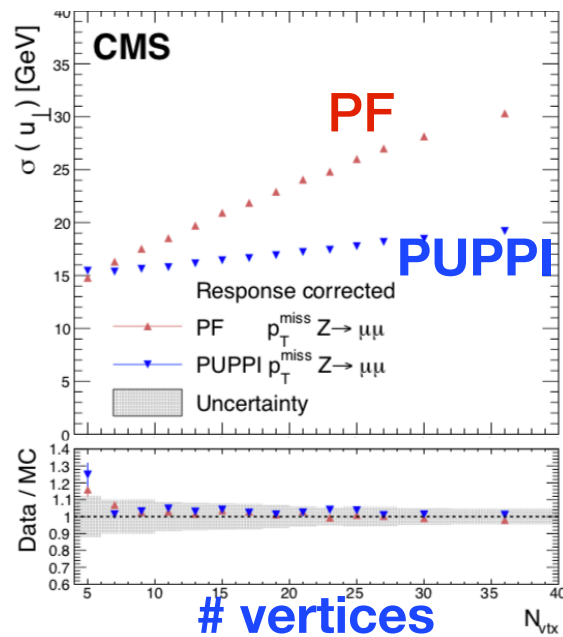 CMS
σ (u⊥) [GeV]
40
35
30
25
20
15
10
5
0
PF
PUPPI
Response corrected
PF p_T^miss Z→ μμ
PUPPI p_T^miss Z→ μμ
Uncertainty
Data / MC
1.4
1.3
1.2
1.1
1
0.9
0.8
0.7
0.6
5 10 15 20 25 30 35 40
# vertices
N_vtx